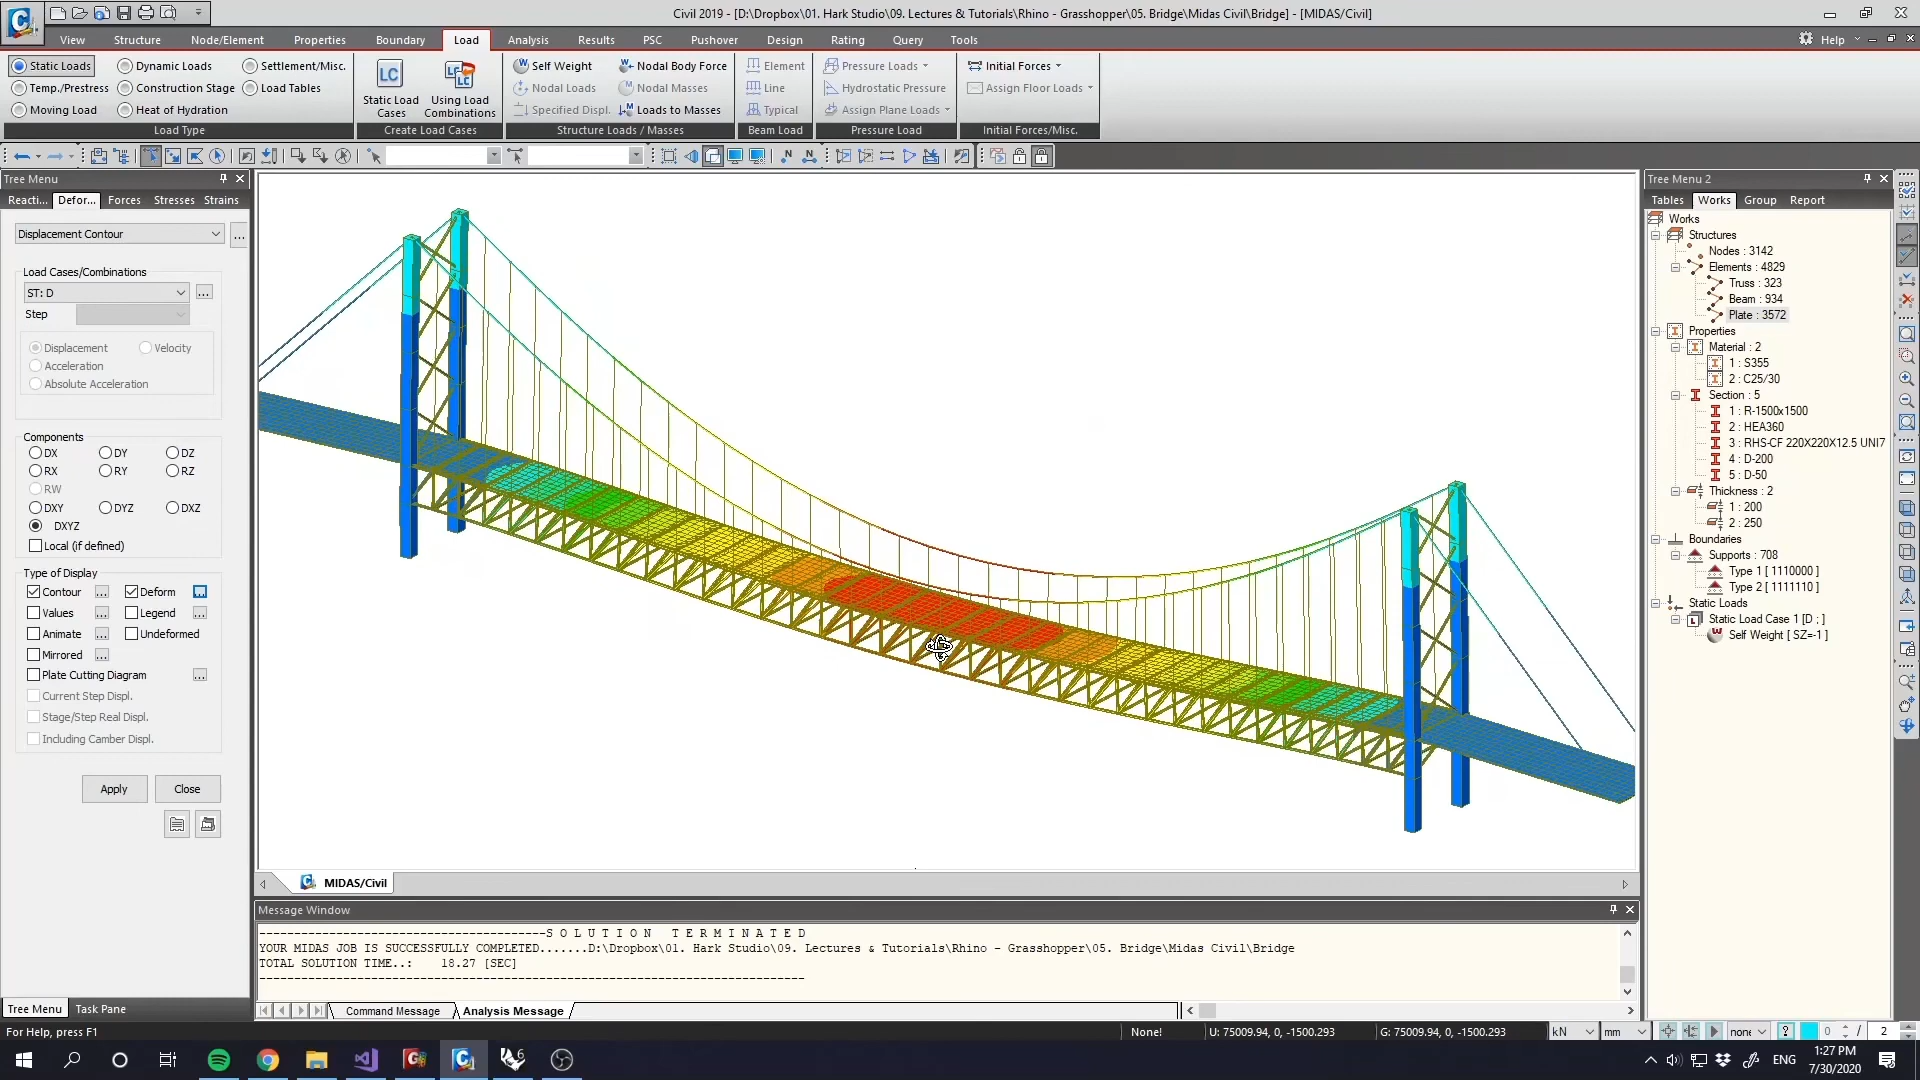 Civil 2019 - [D:\Dropbox\01. Hark Studio\09. Lectures & Tutorials\Rhino - Grasshopper\05. Bridge\Midas Civil\Bridge] - [MIDAS/Civil]
View Structure Node/Element Properties Boundary Load Analysis Results PSC Pushover Design Rating Query Tools Help
Static Loads Dynamic Loads Settlement/Misc.
Temp./Prestress Construction Stage Load Tables
Moving Load Heat of Hydration
Load Type
LC
Static Load Cases
Using Load Combinations
Create Load Cases
Self Weight Nodal Body Force
Nodal Loads Nodal Masses
Specified Displ. Loads to Masses
Structure Loads / Masses
Element
Line
Typical
Beam Load
Pressure Loads
Hydrostatic Pressure
Assign Plane Loads
Pressure Load
Initial Forces
Assign Floor Loads
Initial Forces/Misc.
Tree Menu
Reacti... Defor... Forces Stresses Strains
Displacement Contour
...
Load Cases/Combinations
ST: D
...
Step
Displacement Velocity
Acceleration
Absolute Acceleration
Components
DX DY DZ
RX RY RZ
RW
DXY DYZ DXZ
DXYZ
Local (if defined)
Type of Display
Contour ... Deform ...
Values ... Legend ...
Animate ... Undeformed
Mirrored ...
Plate Cutting Diagram ...
Current Step Displ.
Stage/Step Real Displ.
Including Camber Displ.
Apply Close
Tree Menu Task Pane
MIDAS/Civil
Message Window
----------------------------------------S O L U T I O N   T E R M I N A T E D
YOUR MIDAS JOB IS SUCCESSFULLY COMPLETED.......D:\Dropbox\01. Hark Studio\09. Lectures & Tutorials\Rhino - Grasshopper\05. Bridge\Midas Civil\Bridge
TOTAL SOLUTION TIME..:    18.27 [SEC]
------------------------------------------------------------------------------
Command Message Analysis Message
Tree Menu 2
Tables Works Group Report
Works
Structures
Nodes : 3142
Elements : 4829
Truss : 323
Beam : 934
Plate : 3572
Properties
Material : 2
1 : S355
2 : C25/30
Section : 5
1 : R-1500x1500
2 : HEA360
3 : RHS-CF 220X220X12.5 UNI7
4 : D-200
5 : D-50
Thickness : 2
1 : 200
2 : 250
Boundaries
Supports : 708
Type 1 [ 1110000 ]
Type 2 [ 1111110 ]
Static Loads
Static Load Case 1 [D ; ]
Self Weight [ SZ=-1 ]
For Help, press F1
None! U: 75009.94, 0, -1500.293 G: 75009.94, 0, -1500.293 kN mm none ? 0 / 2
ENG
1:27 PM
7/30/2020